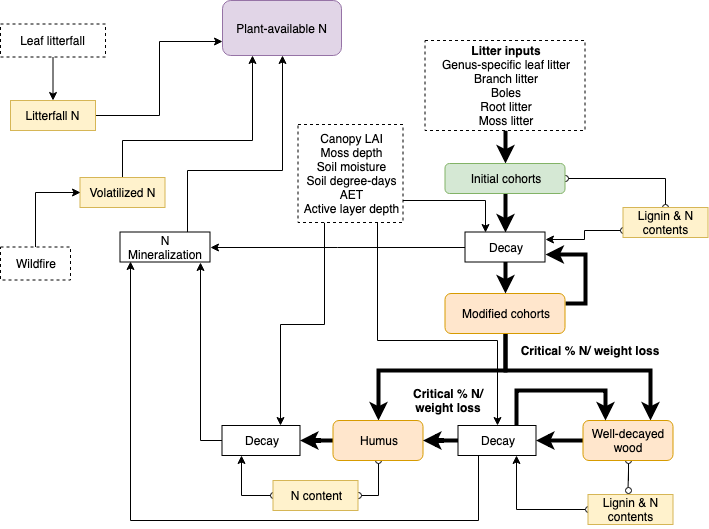 Leaf litterfall
Plant-available N
Litter inputs
Genus-specific leaf litter
Branch litter
Boles
Root litter
Moss litter
Litterfall N
Canopy LAI
Moss depth
Soil moisture
Soil degree-days
AET
Active layer depth
Initial cohorts
Volatilized N
Lignin & N
contents
N
Mineralization
Decay
Wildfire
Modified cohorts
Critical % N/ weight loss
Critical % N/
weight loss
Decay
Humus
Decay
Well-decayed
wood
N content
Lignin & N
contents